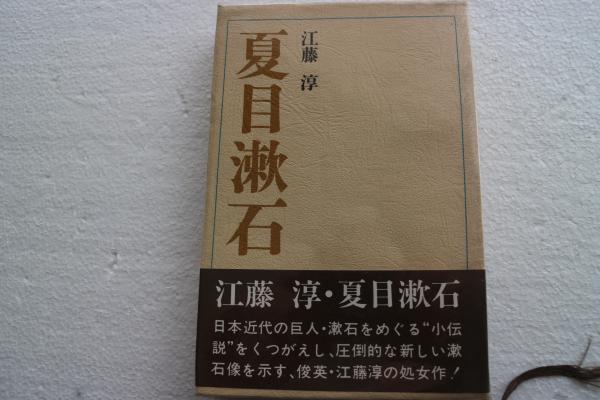 江藤 淳
夏目漱石
江藤 淳・夏目漱石
日本近代の巨人・漱石をめぐる“小伝
説”をくつがえし、圧倒的な新しい漱
石像を示す、俊英・江藤淳の処女作！